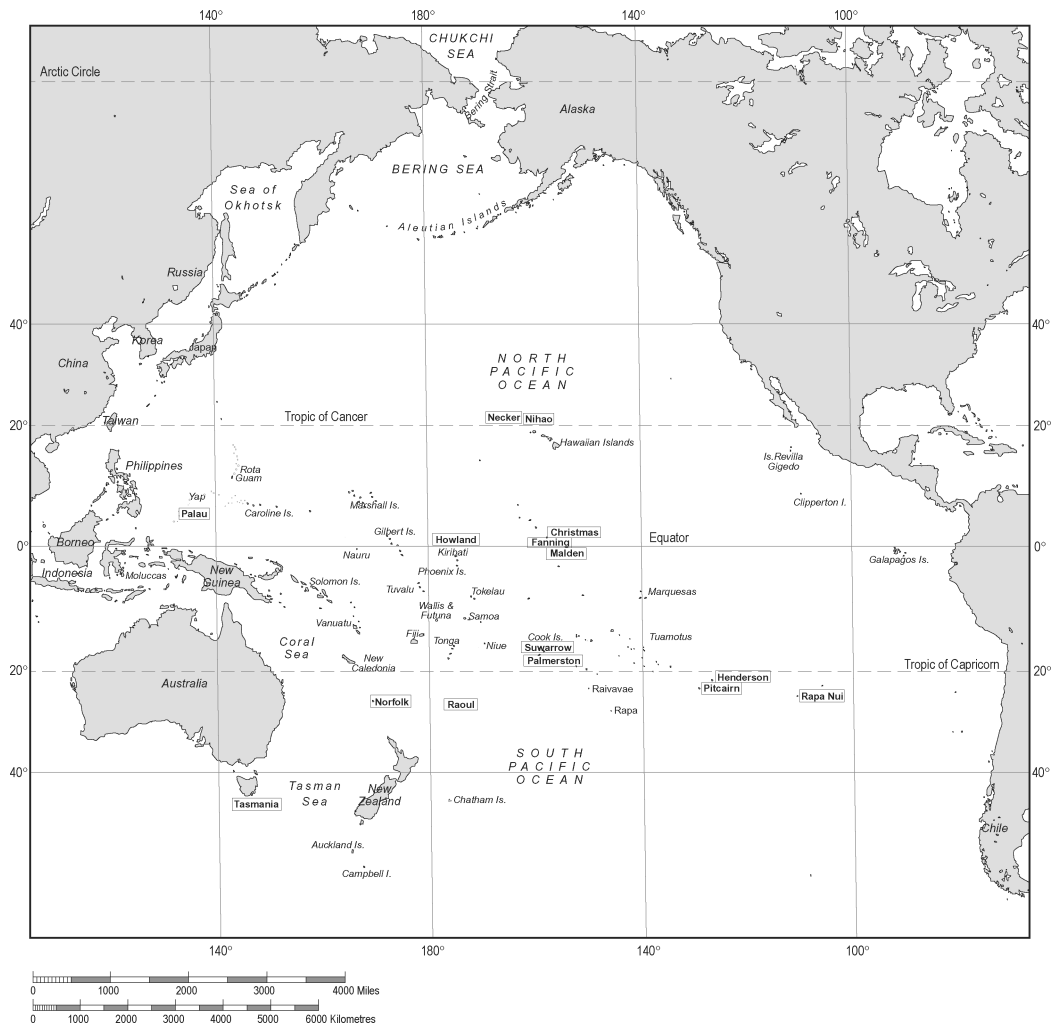 140° 180° 140° 100°
CHUKCHI
SEA
Arctic Circle
Bering Strait
Alaska
BERING SEA
Sea of
Okhotsk
Aleutian Islands
Russia
40° 40°
Korea
Japan
China
NORTH
PACIFIC
OCEAN
Taiwan
Tropic of Cancer
Necker
Nihao
20° 20°
Hawaiian Islands
Is.Revilla
Gigedo
Philippines
Rota
Guam
Yap
Marshall Is.
Clipperton I.
Palau
Caroline Is.
Gilbert Is.
Howland
Christmas
Fanning
Equator
Borneo
0° 0°
Nauru
Kiribati
Malden
Galapagos Is.
Indonesia
Moluccas
New
Guinea
Phoenix Is.
Solomon Is.
Tuvalu
Tokelau
Marquesas
Wallis &
Futuna
Samoa
Vanuatu
Fiji
Tonga
Niue
Cook Is.
Tuamotus
Coral
Sea
Suwarrow
New
Caledonia
Palmerston
Tropic of Capricorn
20° 20°
Australia
Henderson
Raivavae
Pitcairn
Rapa Nui
Norfolk
Raoul
Rapa
SOUTH
PACIFIC
OCEAN
40° 40°
Tasman
Sea
New
Zealand
Chatham Is.
Tasmania
Chile
Auckland Is.
Campbell I.
140° 180° 140° 100°
0 1000 2000 3000 4000 Miles
0 1000 2000 3000 4000 5000 6000 Kilometres